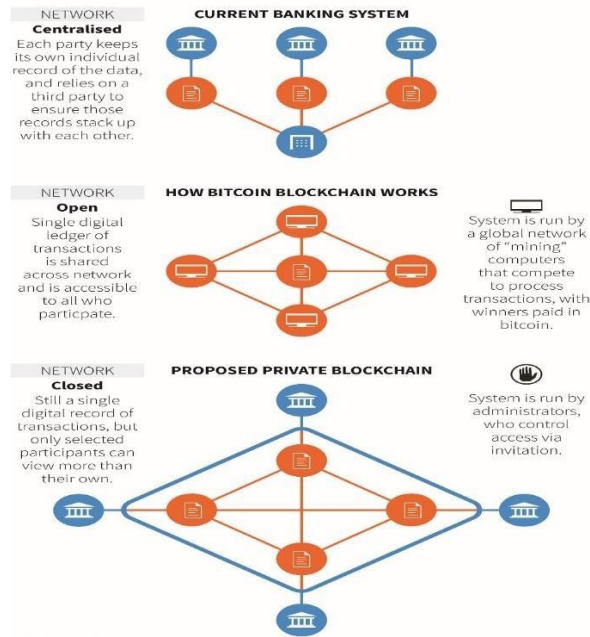 NETWORK
Centralised
Each party keeps
its own individual
record of the data,
and relies on a
third party to
ensure those
records stack up
with each other.
CURRENT BANKING SYSTEM
NETWORK
Open
Single digital
ledger of
transactions
is shared
across network
and is accessible
to all who
particpate.
HOW BITCOIN BLOCKCHAIN WORKS
System is run by
a global network
of “mining”
computers
that compete
to process
transactions, with
winners paid in
bitcoin.
NETWORK
Closed
Still a single
digital record of
transactions, but
only selected
participants can
view more than
their own.
PROPOSED PRIVATE BLOCKCHAIN
System is run by
administrators,
who control
access via
invitation.